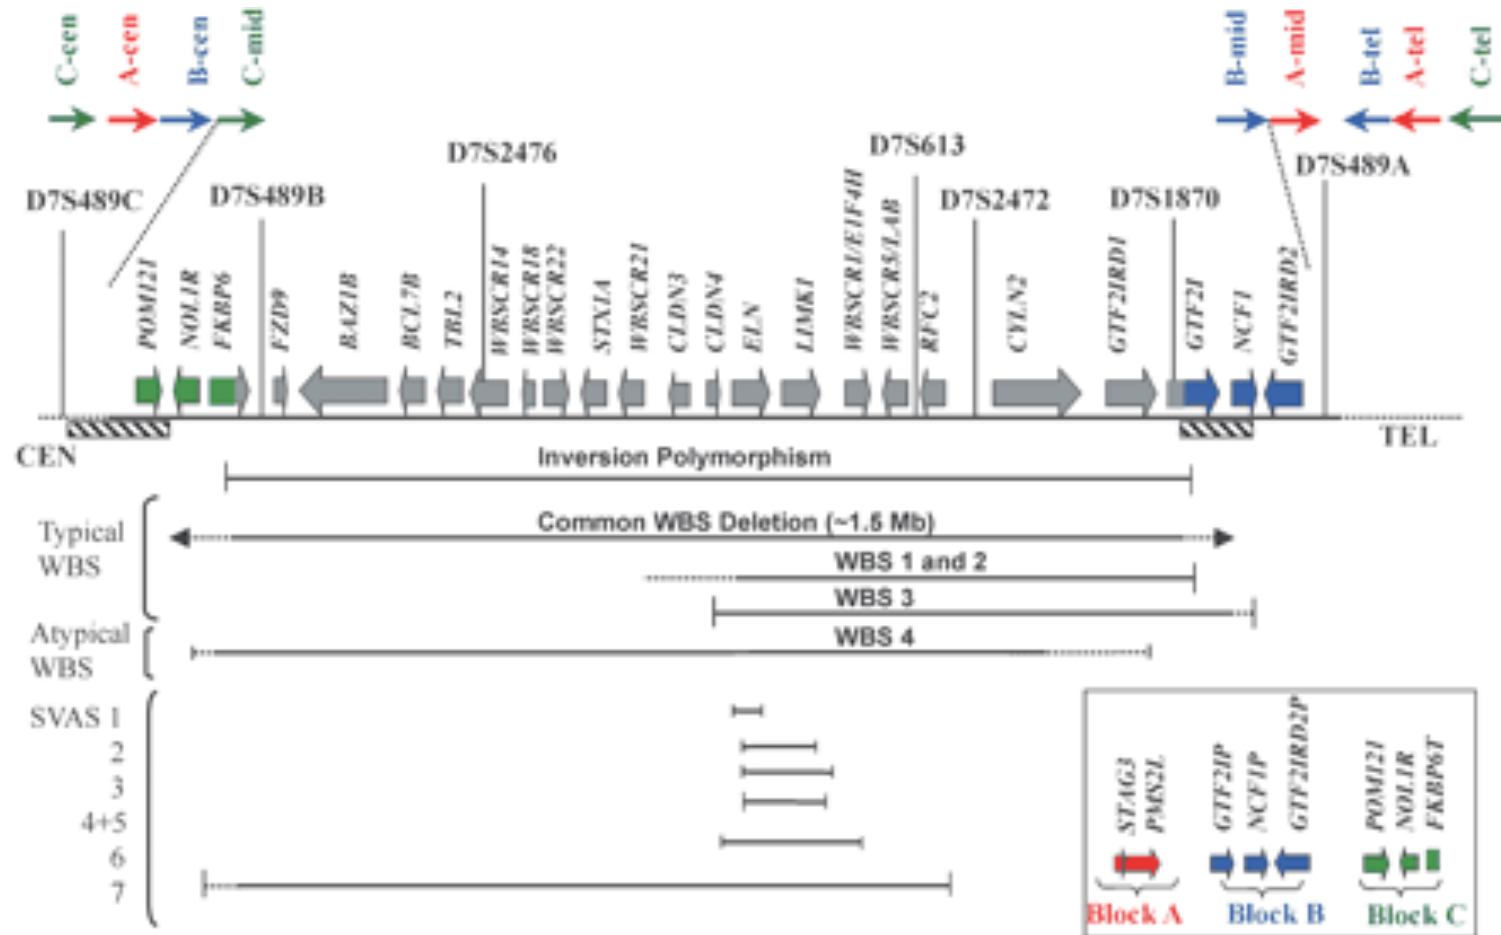 C-cen A-cen B-cen C-mid B-mid A-mid B-tel A-tel C-tel
D7S489C D7S489B D7S2476 D7S613 D7S2472 D7S1870 D7S489A
POM121 NOL1R FKBP6 FZD9 BAZ1B BCL7B TBL2 WBSCR14 WBSCR18 WBSCR22 STX1A WBSCR21 CLDN3 CLDN4 ELN LIMK1 WBSCR1/E1F4H WBSCR5/LAB RFC2 CYLN2 GTF2IRD1 GTF2I NCF1 GTF2IRD2
CEN TEL
Inversion Polymorphism
Typical
WBS
Common WBS Deletion (~1.5 Mb)
WBS 1 and 2
WBS 3
Atypical
WBS
WBS 4
SVAS 1
2
3
4+5
6
7
STAG3 PMS2L GTF2IP NCF1P GTF2IRD2P POM121 NOL1R FKBP6T
Block A Block B Block C